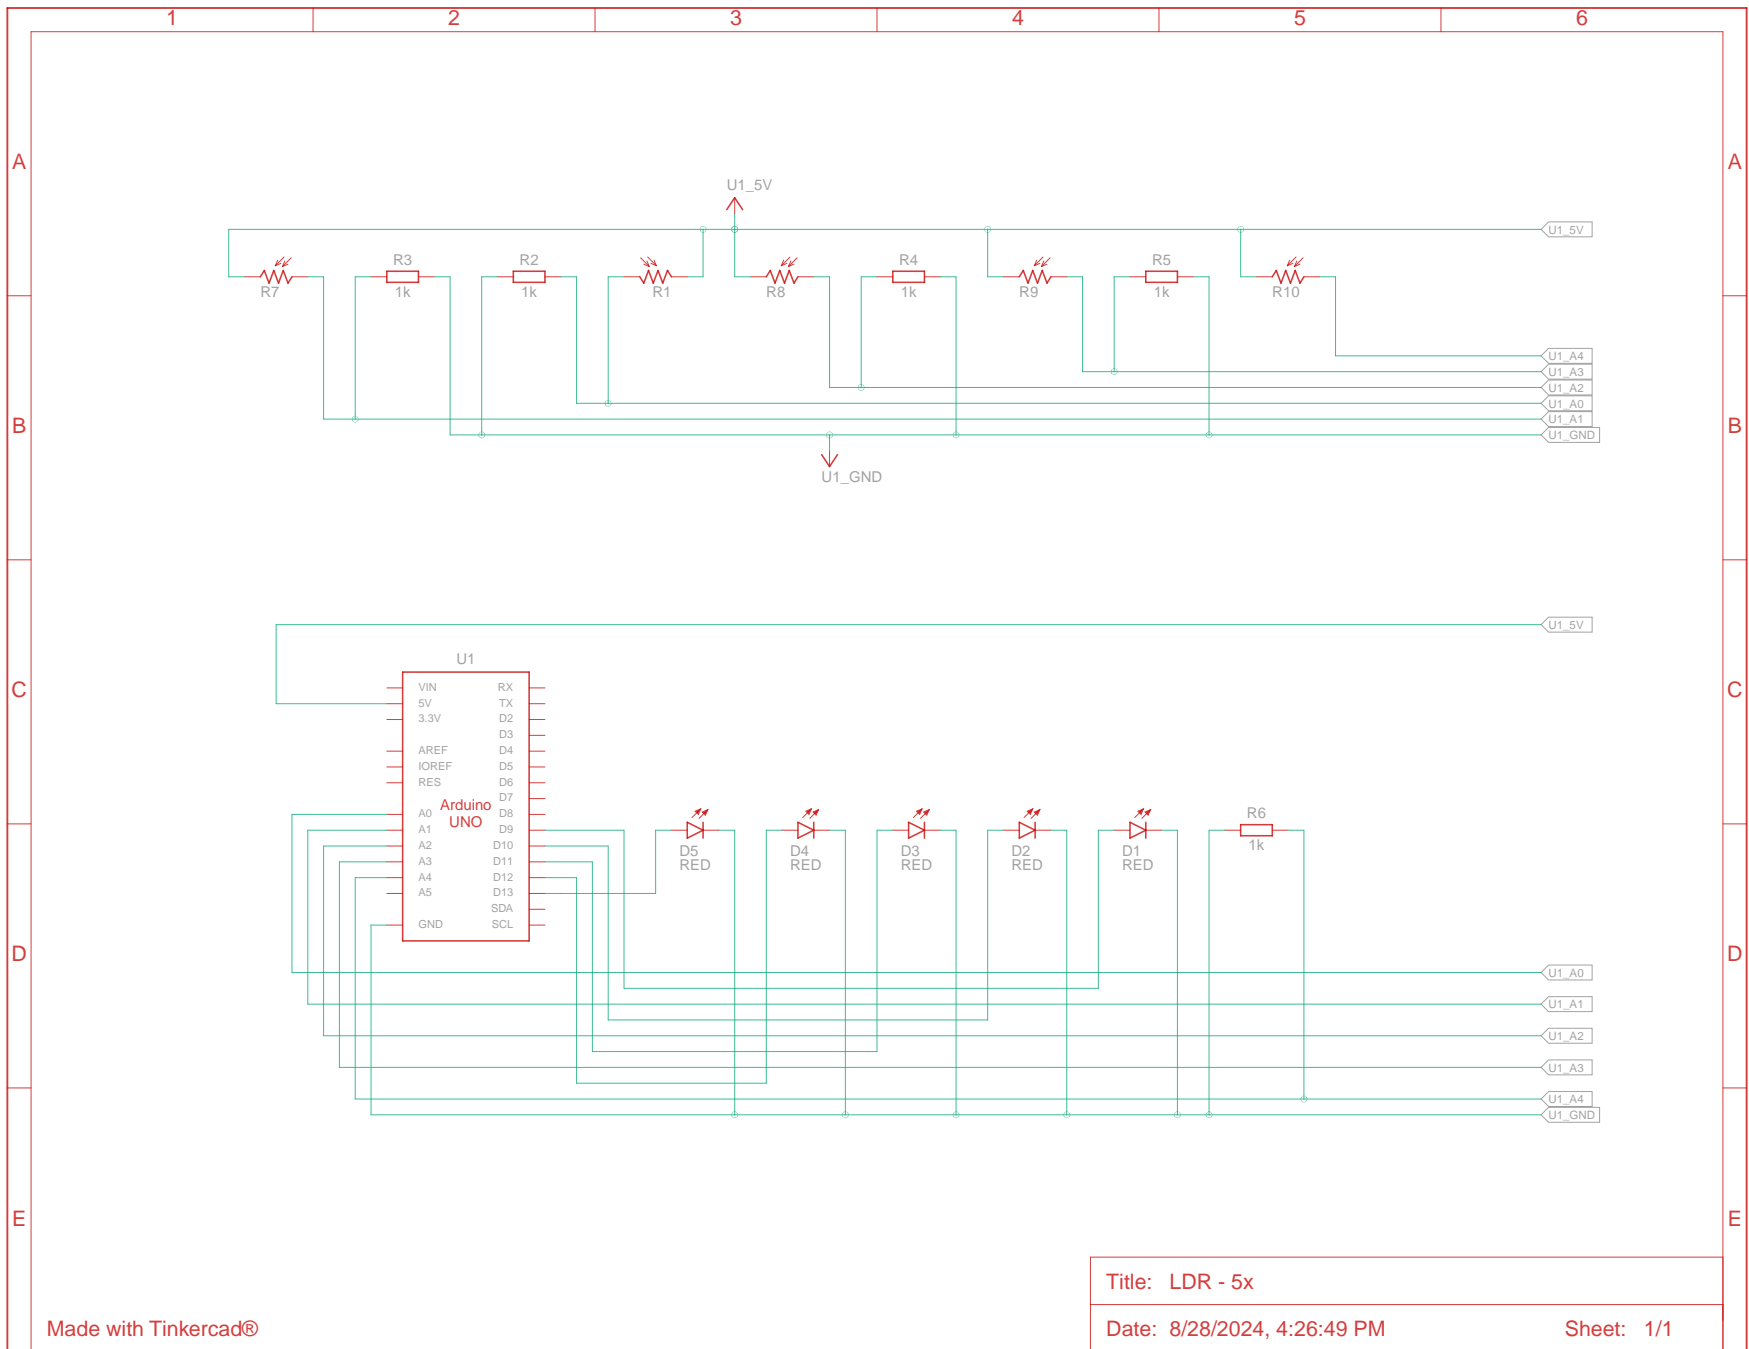 1 2 3 4 5 6
A A
U1_5V
U1_5V
R3 R2 R4 R5
R7 1k 1k R1 R8 1k R9 1k R10
U1_A4
U1_A3
U1_A2
U1_A0
U1_A1
B B
U1_GND
U1_GND
U1_5V
U1
C C
VIN RX
5V TX
3.3V D2
D3
AREF D4
IOREF D5
RES D6
D7
Arduino
UNO
A0 D8
A1 D9
A2 D10
A3 D11
A4 D12
A5 D13
SDA
GND SCL
R6
1k
D5 D4 D3 D2 D1
RED RED RED RED RED
D D
U1_A0
U1_A1
U1_A2
U1_A3
U1_A4
U1_GND
E E
Title: LDR - 5x
Made with Tinkercad®
Date: 8/28/2024, 4:26:49 PM Sheet: 1/1